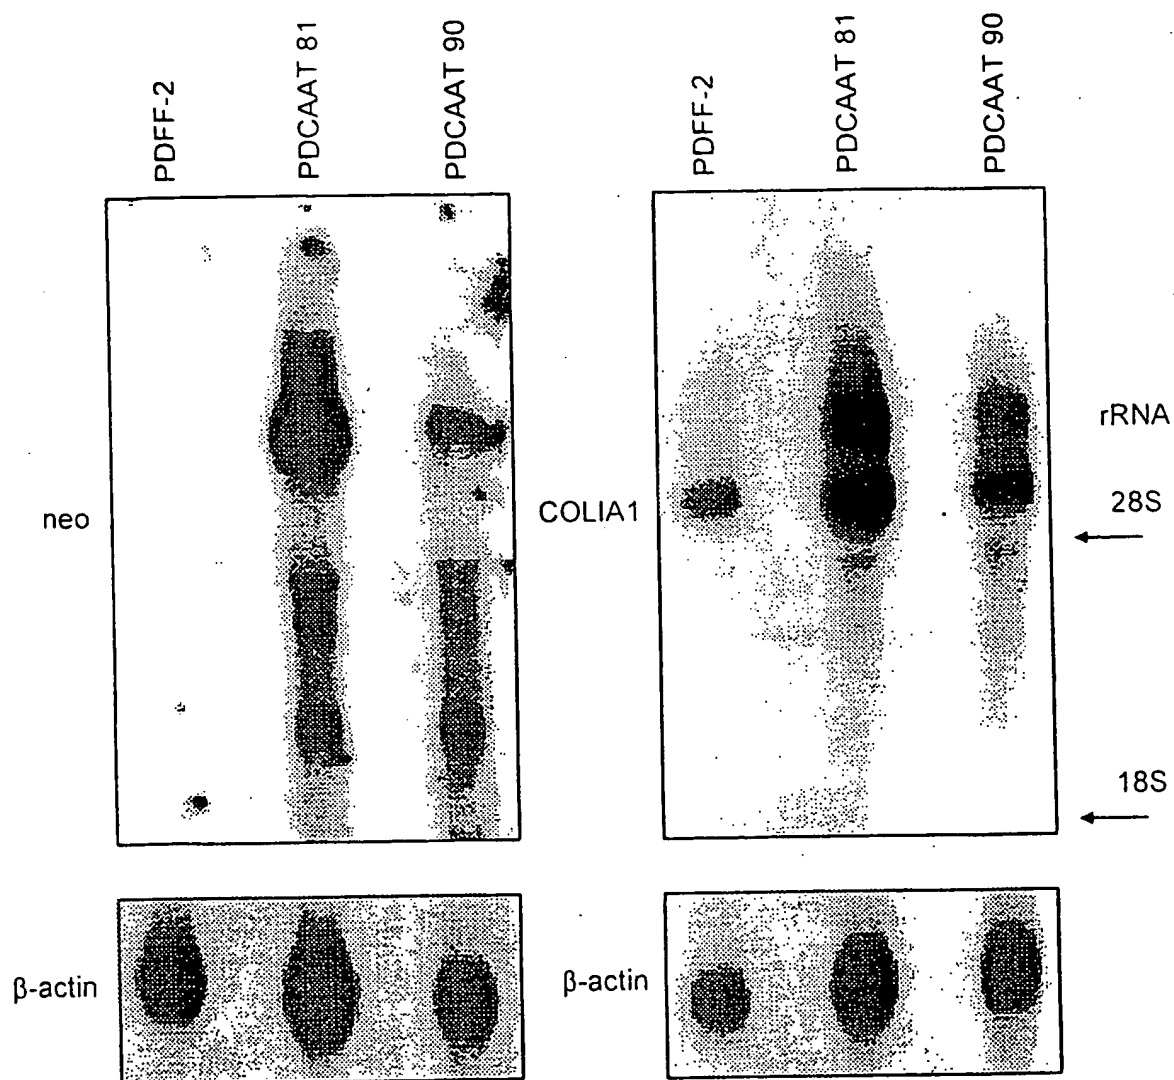 PDFF-2
PDCAAT 81
PDCAAT 90
PDFF-2
PDCAAT 81
PDCAAT 90
neo
COLIA1
rRNA
28S
18S
β-actin
β-actin